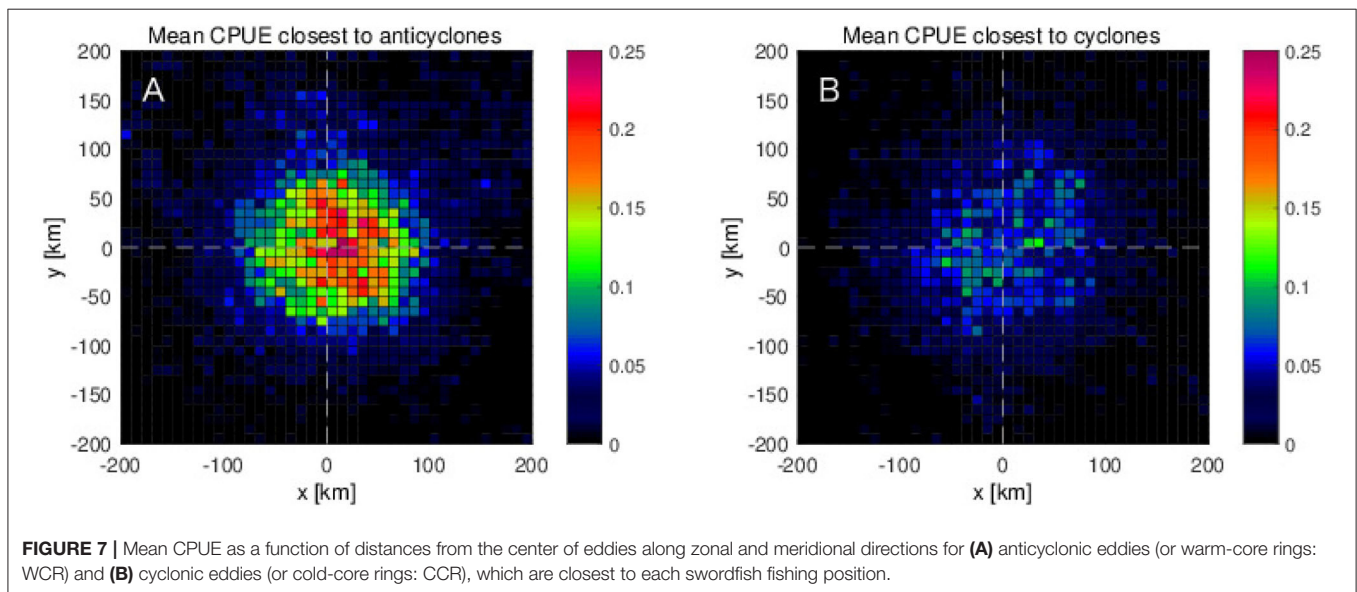 Mean CPUE closest to anticyclones
A
200
150
100
50
0
-50
-100
-150
-200
y [km]
-200 -100 0 100 200
x [km]
0.25
0.2
0.15
0.1
0.05
0
Mean CPUE closest to cyclones
B
200
150
100
50
0
-50
-100
-150
-200
y [km]
-200 -100 0 100 200
x [km]
0.25
0.2
0.15
0.1
0.05
0
FIGURE 7 | Mean CPUE as a function of distances from the center of eddies along zonal and meridional directions for (A) anticyclonic eddies (or warm-core rings:
WCR) and (B) cyclonic eddies (or cold-core rings: CCR), which are closest to each swordfish fishing position.